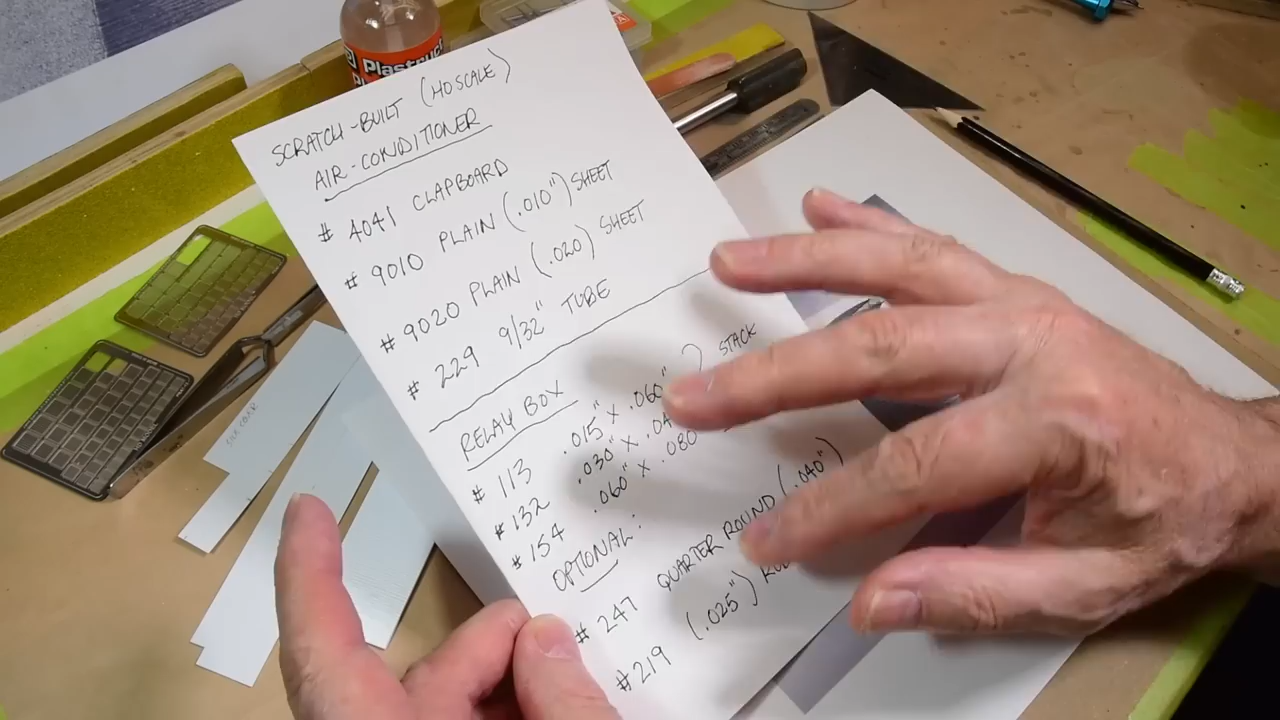 Plastruct
SCRATCH-BUILT (HO SCALE)
AIR-CONDITIONER
# 4041 CLAPBOARD
# 9010 PLAIN (.010") SHEET
# 9020 PLAIN (.020) SHEET
# 229 9/32" TUBE
RELAY BOX
# 113 .015" X .060" STACK
# 132 .030" X
# 154 .060" X .080
OPTIONAL:
# 247 QUARTER ROUND (.040")
# 219 (.025")